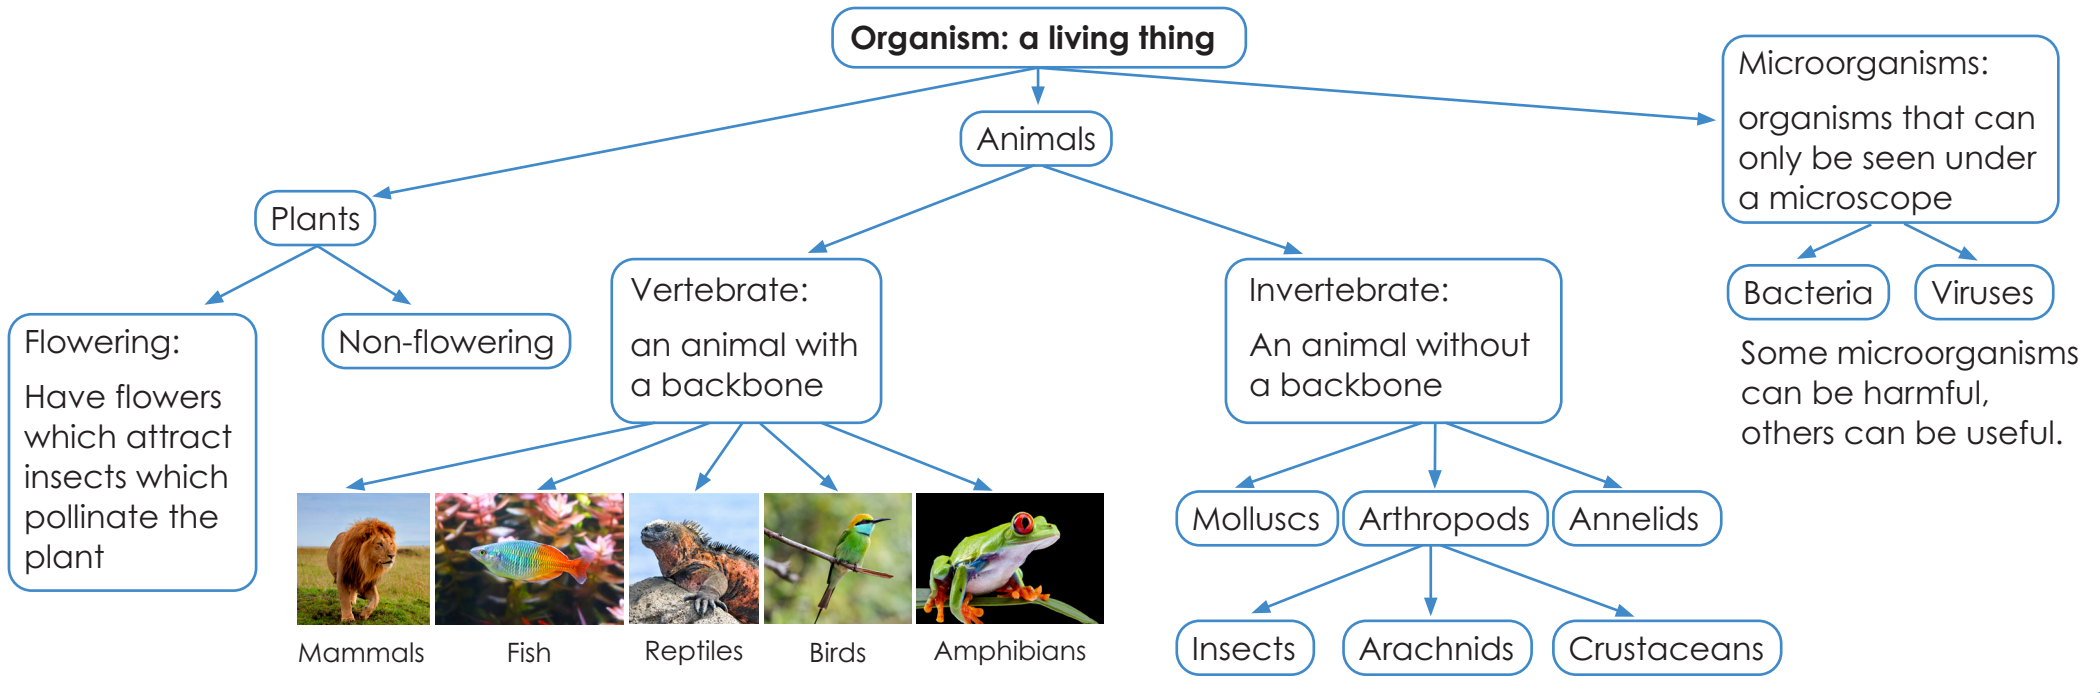 Organism: a living thing
Microorganisms:
organisms that can
only be seen under
a microscope
Animals
Plants
Flowering:
Have flowers
which attract
insects which
pollinate the
plant
Non-flowering
Vertebrate:
an animal with
a backbone
Invertebrate:
An animal without
a backbone
Bacteria
Viruses
Some microorganisms
can be harmful,
others can be useful.
Molluscs
Arthropods
Annelids
Mammals
Fish
Reptiles
Birds
Amphibians
Insects
Arachnids
Crustaceans